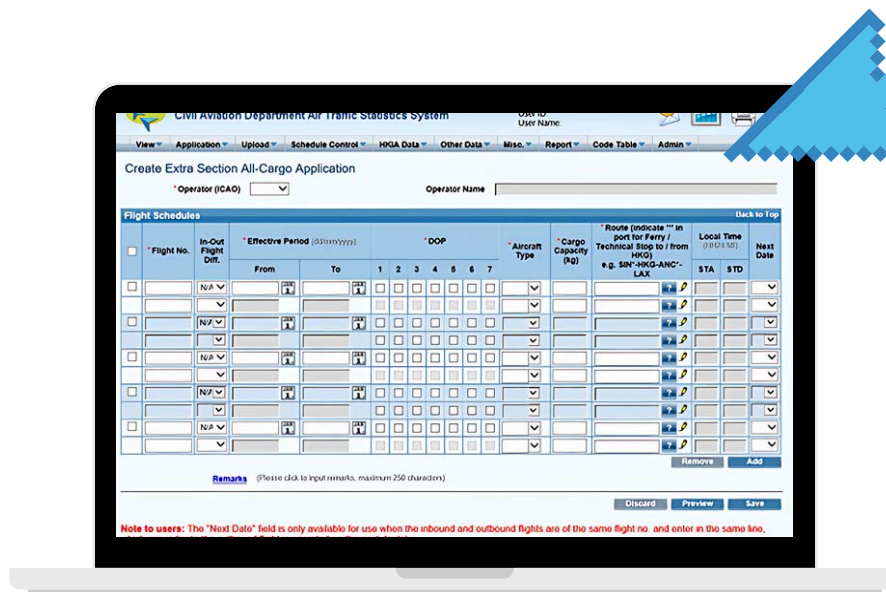 Civil Aviation Department Air Traffic Statistics System
User ID
User Name:
View Application Upload Schedule Control HKIA Data Other Data Misc. Report Code Table Admin
Create Extra Section All-Cargo Application
*Operator (ICAO) Operator Name
Flight Schedules Back to Top
*Flight No.
In-Out
Flight
Diff.
*Effective Period (dd/mm/yyyy)
From To
*DOP
1 2 3 4 5 6 7
*Aircraft
Type
*Cargo
Capacity
(kg)
*Route (indicate "*" in
port for Ferry /
Technical Stop to / from
HKG)
e.g. SIN*-HKG-ANC*-
LAX
Local Time
(HH24:MI)
STA STD
Next
Date
N/A
N/A
N/A
N/A
N/A
Remove Add
Remarks (Please click to input remarks, maximum 250 characters)
Discard Preview Save
Note to users: The "Next Date" field is only available for use when the inbound and outbound flights are of the same flight no. and enter in the same line,